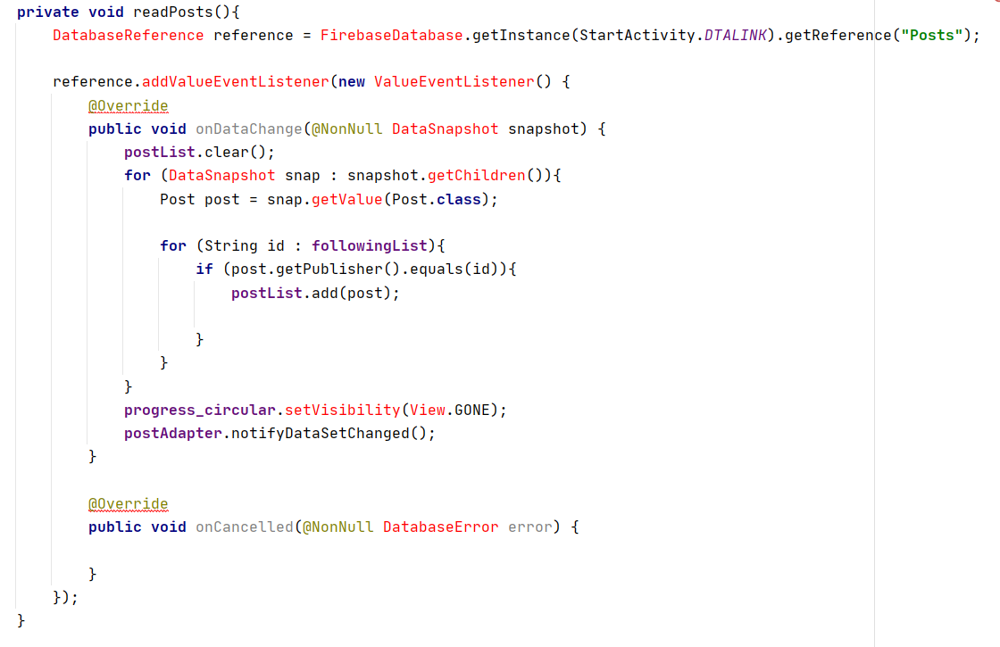 private void readPosts(){
DatabaseReference reference = FirebaseDatabase.getInstance(StartActivity.DTALINK).getReference("Posts");
reference.addValueEventListener(new ValueEventListener() {
@Override
public void onDataChange(@NonNull DataSnapshot snapshot) {
postList.clear();
for (DataSnapshot snap : snapshot.getChildren()){
Post post = snap.getValue(Post.class);
for (String id : followingList){
if (post.getPublisher().equals(id)){
postList.add(post);
}
}
}
progress_circular.setVisibility(View.GONE);
postAdapter.notifyDataSetChanged();
}
@Override
public void onCancelled(@NonNull DatabaseError error) {
}
});
}